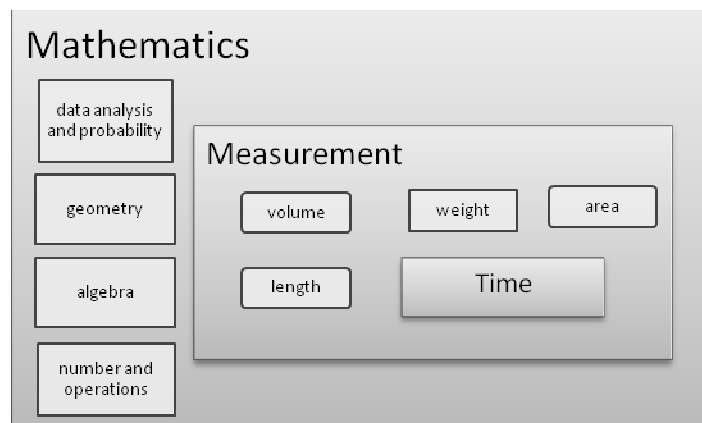 Mathematics
data analysis
and probability
geometry
algebra
number and
operations
Measurement
volume
weight
area
length
Time